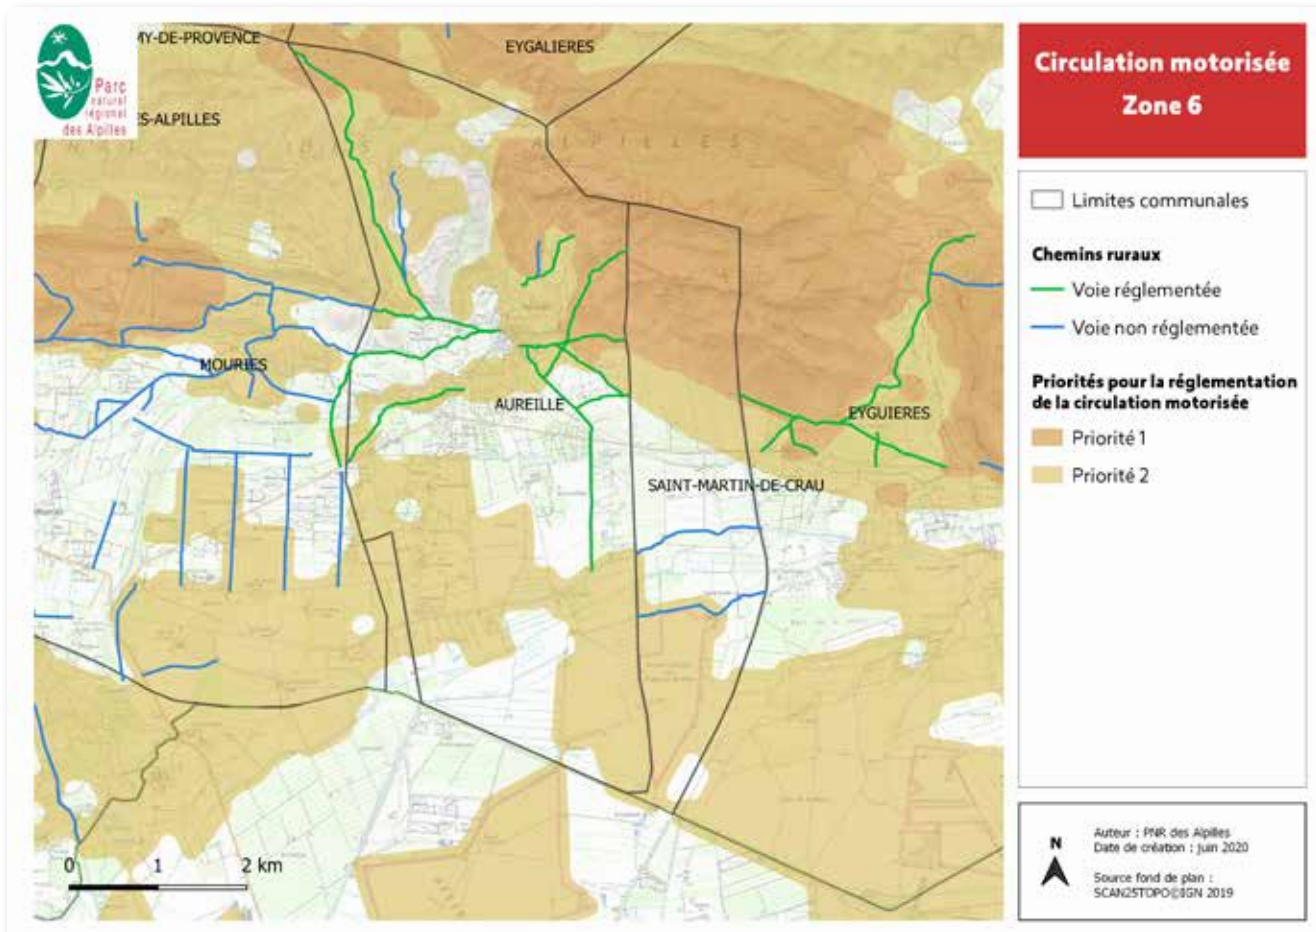 Parc
naturel
régional
des Alpilles
MY-DE-PROVENCE
EYGALIERES
S-ALPILLES
ALPILLES
MOURIES
AUREILLE
EYGUIERES
SAINT-MARTIN-DE-CRAU
0 1 2 km
Circulation motorisée
Zone 6
Limites communales
Chemins ruraux
Voie réglementée
Voie non réglementée
Priorités pour la réglementation
de la circulation motorisée
Priorité 1
Priorité 2
N
Auteur : PNR des Alpilles
Date de création : juin 2020
Source fond de plan :
SCAN25TOPO©IGN 2019